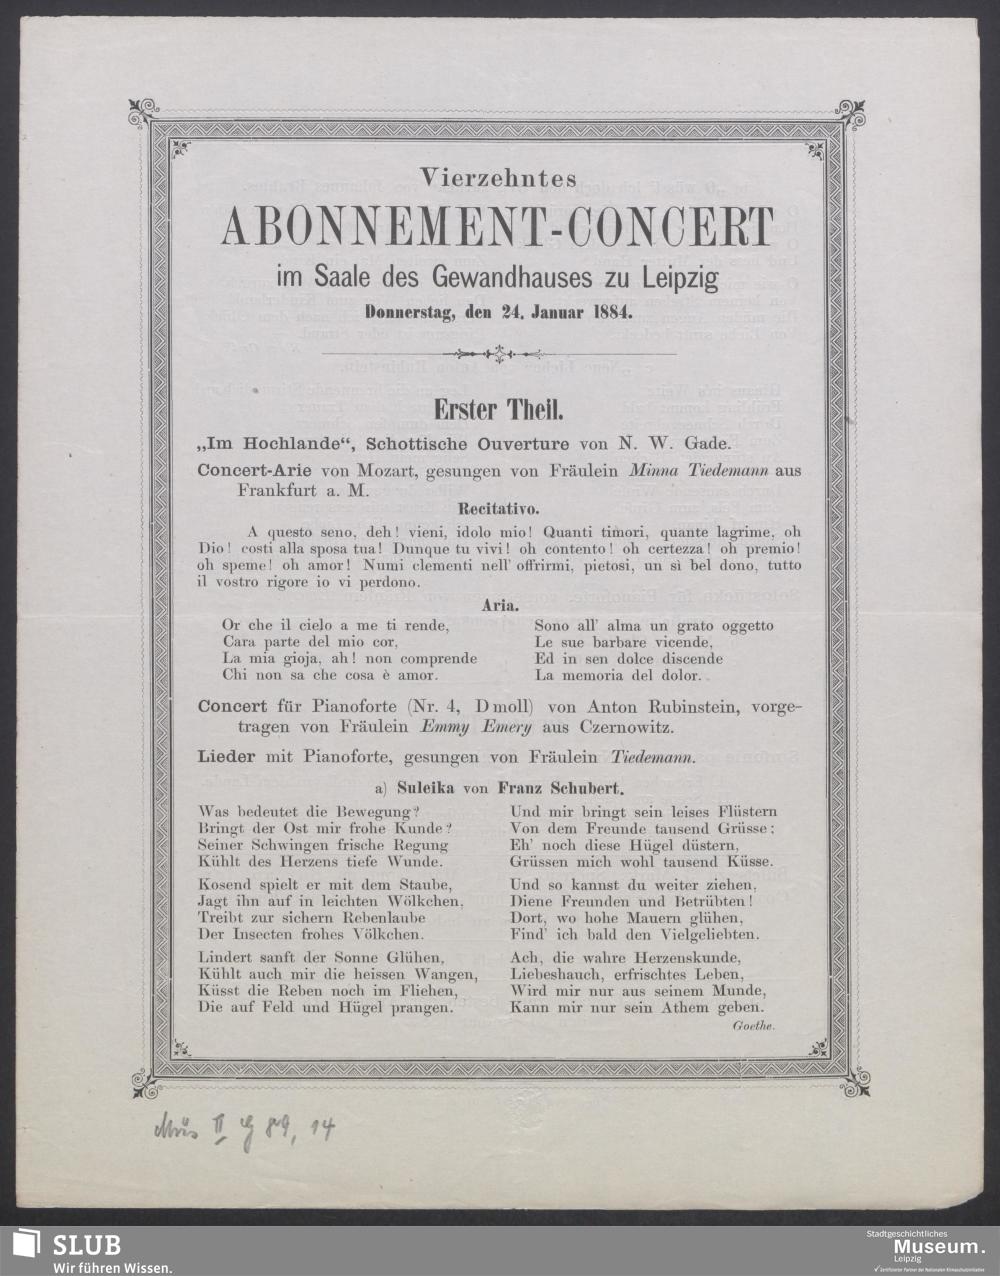 Vierzehntes
ABONNEMENT-CONCERT
im Saale des Gewandhauses zu Leipzig
Donnerstag, den 24. Januar 1884.
Erster Theil.
„Im Hochlande“, Schottische Ouverture von N. W. Gade.
Concert-Arie von Mozart, gesungen von Fräulein Minna Tiedemann aus
Frankfurt a. M.
Recitativo.
A questo seno, deh! vieni, idolo mio! Quanti timori, quante lagrime, oh
Dio! costi alla sposa tua! Dunque tu vivi! oh contento! oh certezza! oh premio!
oh speme! oh amor! Numi clementi nell' offrirmi, pietosi, un sì bel dono, tutto
il vostro rigore io vi perdono.
Aria.
Or che il cielo a me ti rende,
Cara parte del mio cor,
La mia gioja, ah! non comprende
Chi non sa che cosa è amor.
Sono all' alma un grato oggetto
Le sue barbare vicende,
Ed in sen dolce discende
La memoria del dolor.
Concert für Pianoforte (Nr. 4, D moll) von Anton Rubinstein, vorge-
tragen von Fräulein Emmy Emery aus Czernowitz.
Lieder mit Pianoforte, gesungen von Fräulein Tiedemann.
a) Suleika von Franz Schubert.
Was bedeutet die Bewegung?
Bringt der Ost mir frohe Kunde?
Seiner Schwingen frische Regung
Kühlt des Herzens tiefe Wunde.
Kosend spielt er mit dem Staube,
Jagt ihn auf in leichten Wölkchen,
Treibt zur sichern Rebenlaube
Der Insecten frohes Völkchen.
Lindert sanft der Sonne Glühen,
Kühlt auch mir die heissen Wangen,
Küsst die Reben noch im Fliehen,
Die auf Feld und Hügel prangen.
Und mir bringt sein leises Flüstern
Von dem Freunde tausend Grüsse;
Eh' noch diese Hügel düstern,
Grüssen mich wohl tausend Küsse.
Und so kannst du weiter ziehen,
Diene Freunden und Betrübten!
Dort, wo hohe Mauern glühen,
Find' ich bald den Vielgeliebten.
Ach, die wahre Herzenskunde,
Liebeshauch, erfrischtes Leben,
Wird mir nur aus seinem Munde,
Kann mir nur sein Athem geben.
Goethe.
Mus II 89, 14
SLUB
Wir führen Wissen.
Stadtgeschichtliches
Museum.
Leipzig
Zertifizierter Partner der Nationalen Klimaschutzinitiative